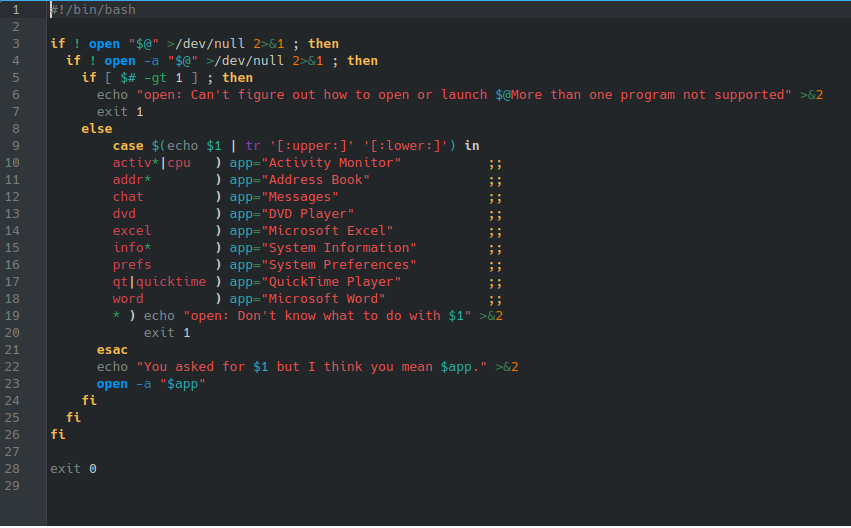 1 #!/bin/bash
2
3 if ! open "$@" >/dev/null 2>&1 ; then
4   if ! open -a "$@" >/dev/null 2>&1 ; then
5     if [ $# -gt 1 ] ; then
6       echo "open: Can't figure out how to open or launch $@More than one program not supported" >&2
7       exit 1
8     else
9         case $(echo $1 | tr '[:upper:]' '[:lower:]') in
10         activ*|cpu   ) app="Activity Monitor"           ;;
11         addr*        ) app="Address Book"               ;;
12         chat         ) app="Messages"                   ;;
13         dvd          ) app="DVD Player"                 ;;
14         excel        ) app="Microsoft Excel"            ;;
15         info*        ) app="System Information"         ;;
16         prefs        ) app="System Preferences"         ;;
17         qt|quicktime ) app="QuickTime Player"           ;;
18         word         ) app="Microsoft Word"             ;;
19         * ) echo "open: Don't know what to do with $1" >&2
20             exit 1
21       esac
22       echo "You asked for $1 but I think you mean $app." >&2
23       open -a "$app"
24     fi
25   fi
26 fi
27
28 exit 0
29